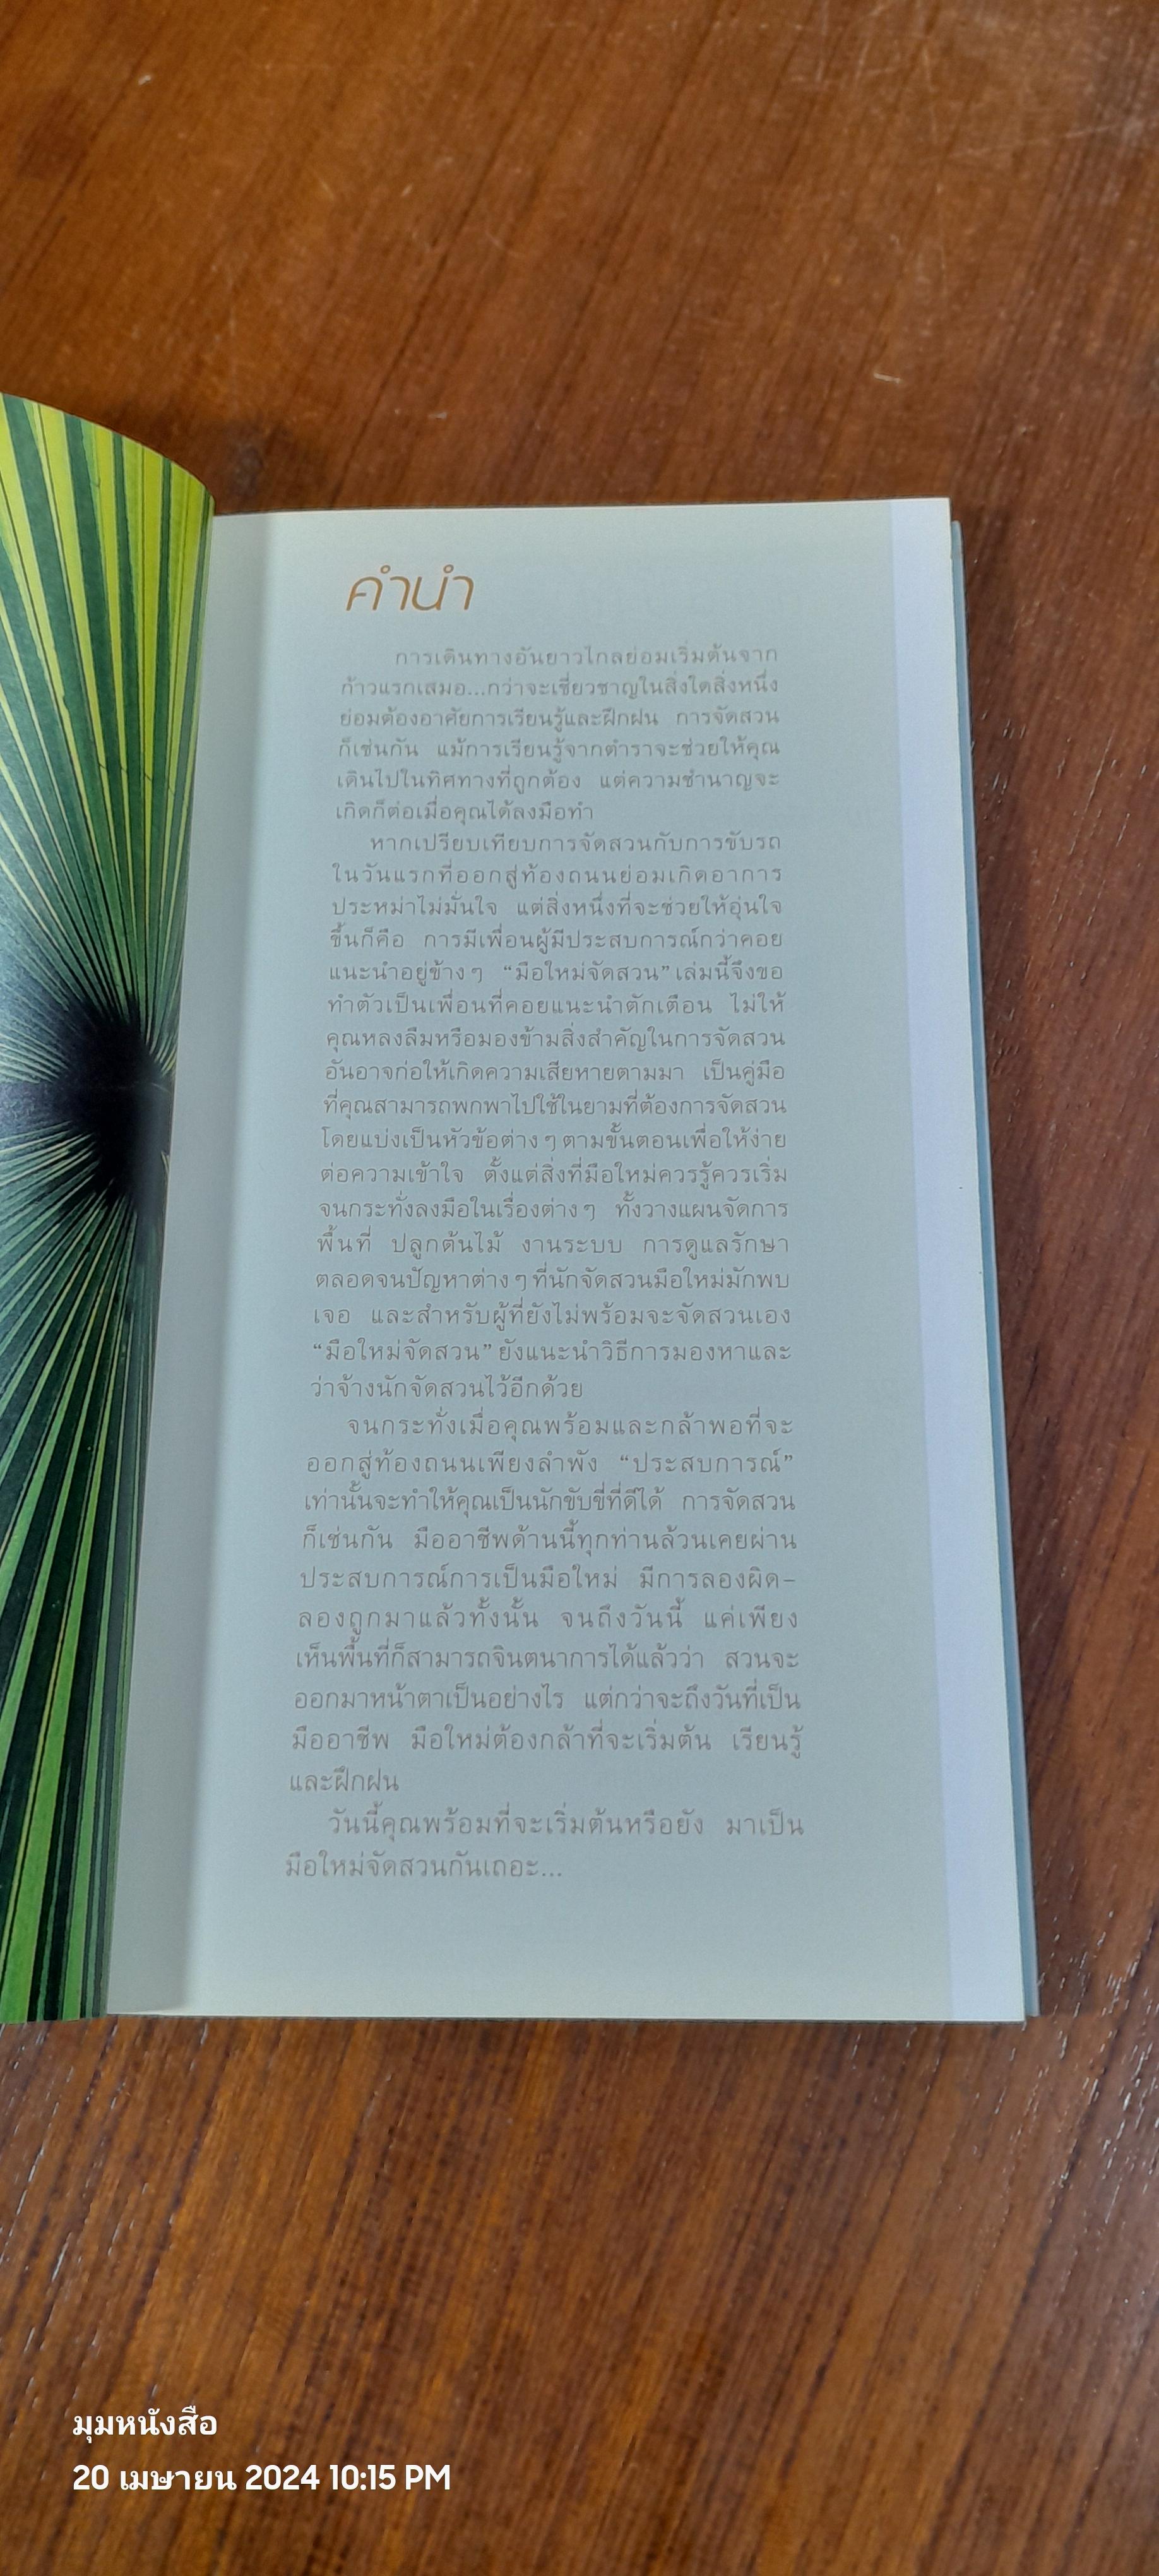 คำนำ
การเดินทางอันยาวไกลย่อมเริ่มต้นจาก
ก้าวแรกเสมอ...กว่าจะเชี่ยวชาญในสิ่งใดสิ่งหนึ่ง
ย่อมต้องอาศัยการเรียนรู้และฝึกฝน การจัดสวน
ก็เช่นกัน แม้การเรียนรู้จากตำราจะช่วยให้คุณ
เดินไปในทิศทางที่ถูกต้อง แต่ความชำนาญจะ
เกิดก็ต่อเมื่อคุณได้ลงมือทำ
หากเปรียบเทียบการจัดสวนกับการขับรถ
ในวันแรกที่ออกสู่ท้องถนนย่อมเกิดอาการ
ประหม่าไม่มั่นใจ แต่สิ่งหนึ่งที่จะช่วยให้อุ่นใจ
ขึ้นก็คือ การมีเพื่อนผู้มีประสบการณ์กว่าคอย
แนะนำอยู่ข้าง ๆ “มือใหม่จัดสวน” เล่มนี้จึงขอ
ทำตัวเป็นเพื่อนที่คอยแนะนำตักเตือน ไม่ให้
คุณหลงลืมหรือมองข้ามสิ่งสำคัญในการจัดสวน
อันอาจก่อให้เกิดความเสียหายตามมา เป็นคู่มือ
ที่คุณสามารถพกพาไปใช้ในยามที่ต้องการจัดสวน
โดยแบ่งเป็นหัวข้อต่าง ๆ ตามขั้นตอนเพื่อให้ง่าย
ต่อความเข้าใจ ตั้งแต่สิ่งที่มือใหม่ควรรู้ควรเริ่ม
จนกระทั่งลงมือในเรื่องต่าง ๆ ทั้งวางแผนจัดการ
พื้นที่ ปลูกต้นไม้ งานระบบ การดูแลรักษา
ตลอดจนปัญหาต่าง ๆ ที่นักจัดสวนมือใหม่มักพบ
เจอ และสำหรับผู้ที่ยังไม่พร้อมจะจัดสวนเอง
“มือใหม่จัดสวน” ยังแนะนำวิธีการมองหาและ
ว่าจ้างนักจัดสวนไว้อีกด้วย
จนกระทั่งเมื่อคุณพร้อมและกล้าพอที่จะ
ออกสู่ท้องถนนเพียงลำพัง “ประสบการณ์”
เท่านั้นจะทำให้คุณเป็นนักขับขี่ที่ดีได้ การจัดสวน
ก็เช่นกัน มืออาชีพด้านนี้ทุกท่านล้วนเคยผ่าน
ประสบการณ์การเป็นมือใหม่ มีการลองผิด-
ลองถูกมาแล้วทั้งนั้น จนถึงวันนี้ แค่เพียง
เห็นพื้นที่ก็สามารถจินตนาการได้แล้วว่า สวนจะ
ออกมาหน้าตาเป็นอย่างไร แต่กว่าจะถึงวันที่เป็น
มืออาชีพ มือใหม่ต้องกล้าที่จะเริ่มต้น เรียนรู้
และฝึกฝน
วันนี้คุณพร้อมที่จะเริ่มต้นหรือยัง มาเป็น
มือใหม่จัดสวนกันเถอะ...
มุมหนังสือ
20 เมษายน 2024 10:15 PM